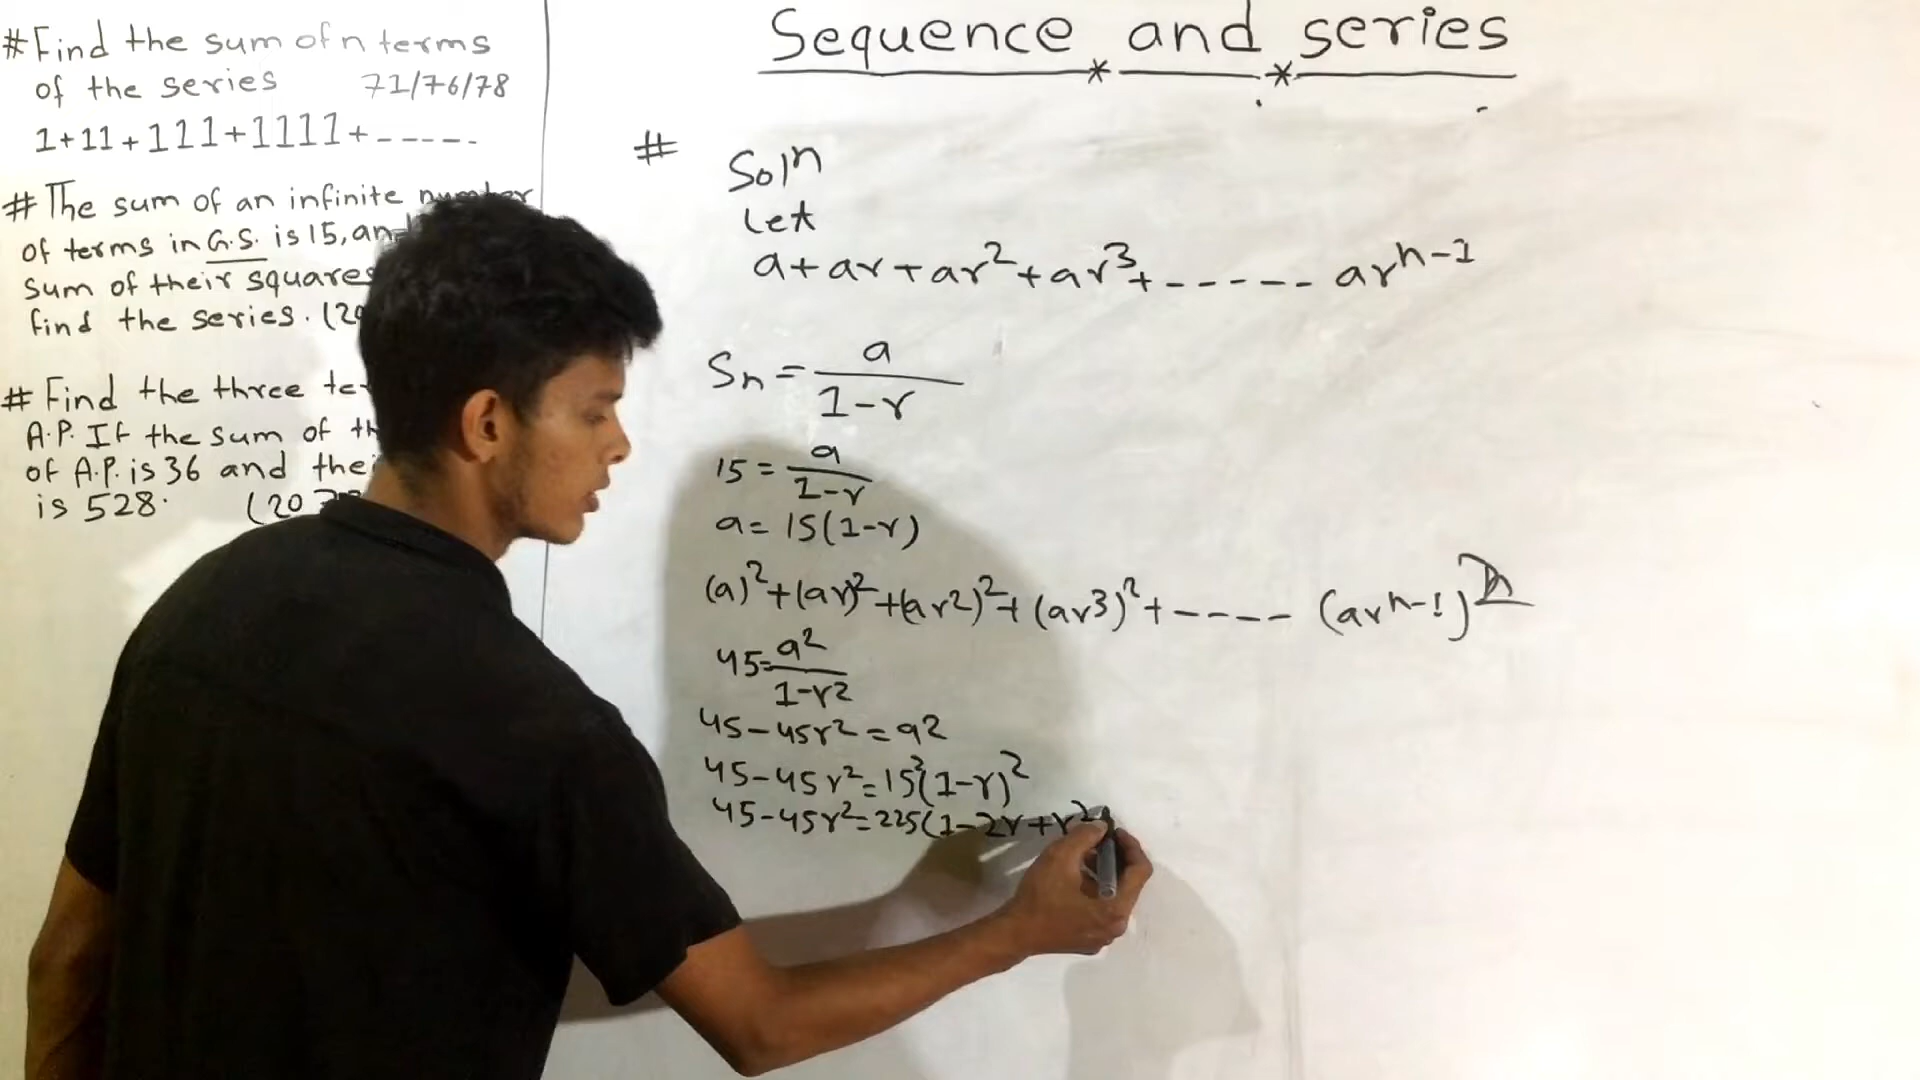 #Find the sum of n terms
of the series 71/76/78
1+11+111+1111+-----
#The sum of an infinite number
of terms in G.S. is 15, an
Sum of their squares
find the series. (20
# Find the three te
A.P. If the sum of th
of A.P. is 36 and thei
is 528. (207
Sequence and series
# Solⁿ
Let
a+ar+ar²+ar³+----- arⁿ⁻¹
Sn = a/(1-r)
15 = a/(1-r)
a = 15(1-r)
(a)²+(ar)²+(ar²)²+(ar³)²+---- (arⁿ⁻¹)
45 = a²/(1-r²)
45-45r² = a²
45-45r² = 15²(1-r)²
45-45r² = 225(1-2r+r²)